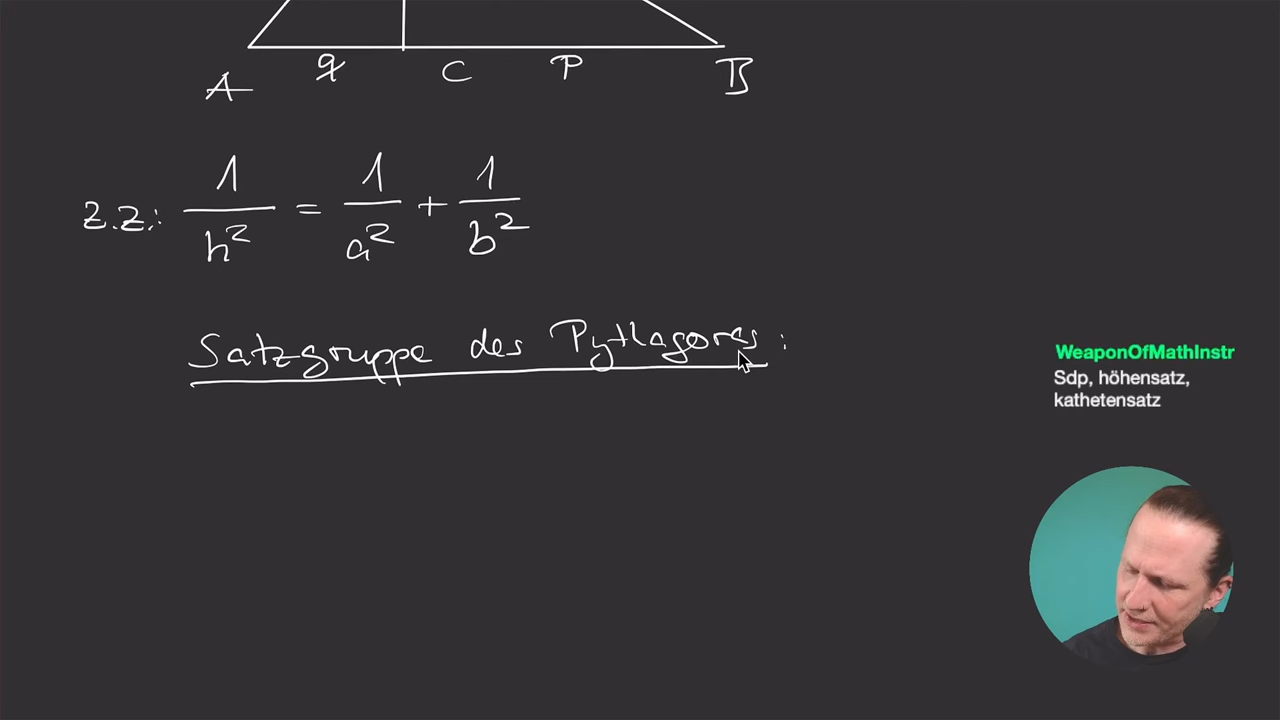 A q C P B
z.z: 1/h² = 1/a² + 1/b²
Satzgruppe des Pythagoras:
WeaponOfMathInstr
Sdp, höhensatz,
kathetensatz